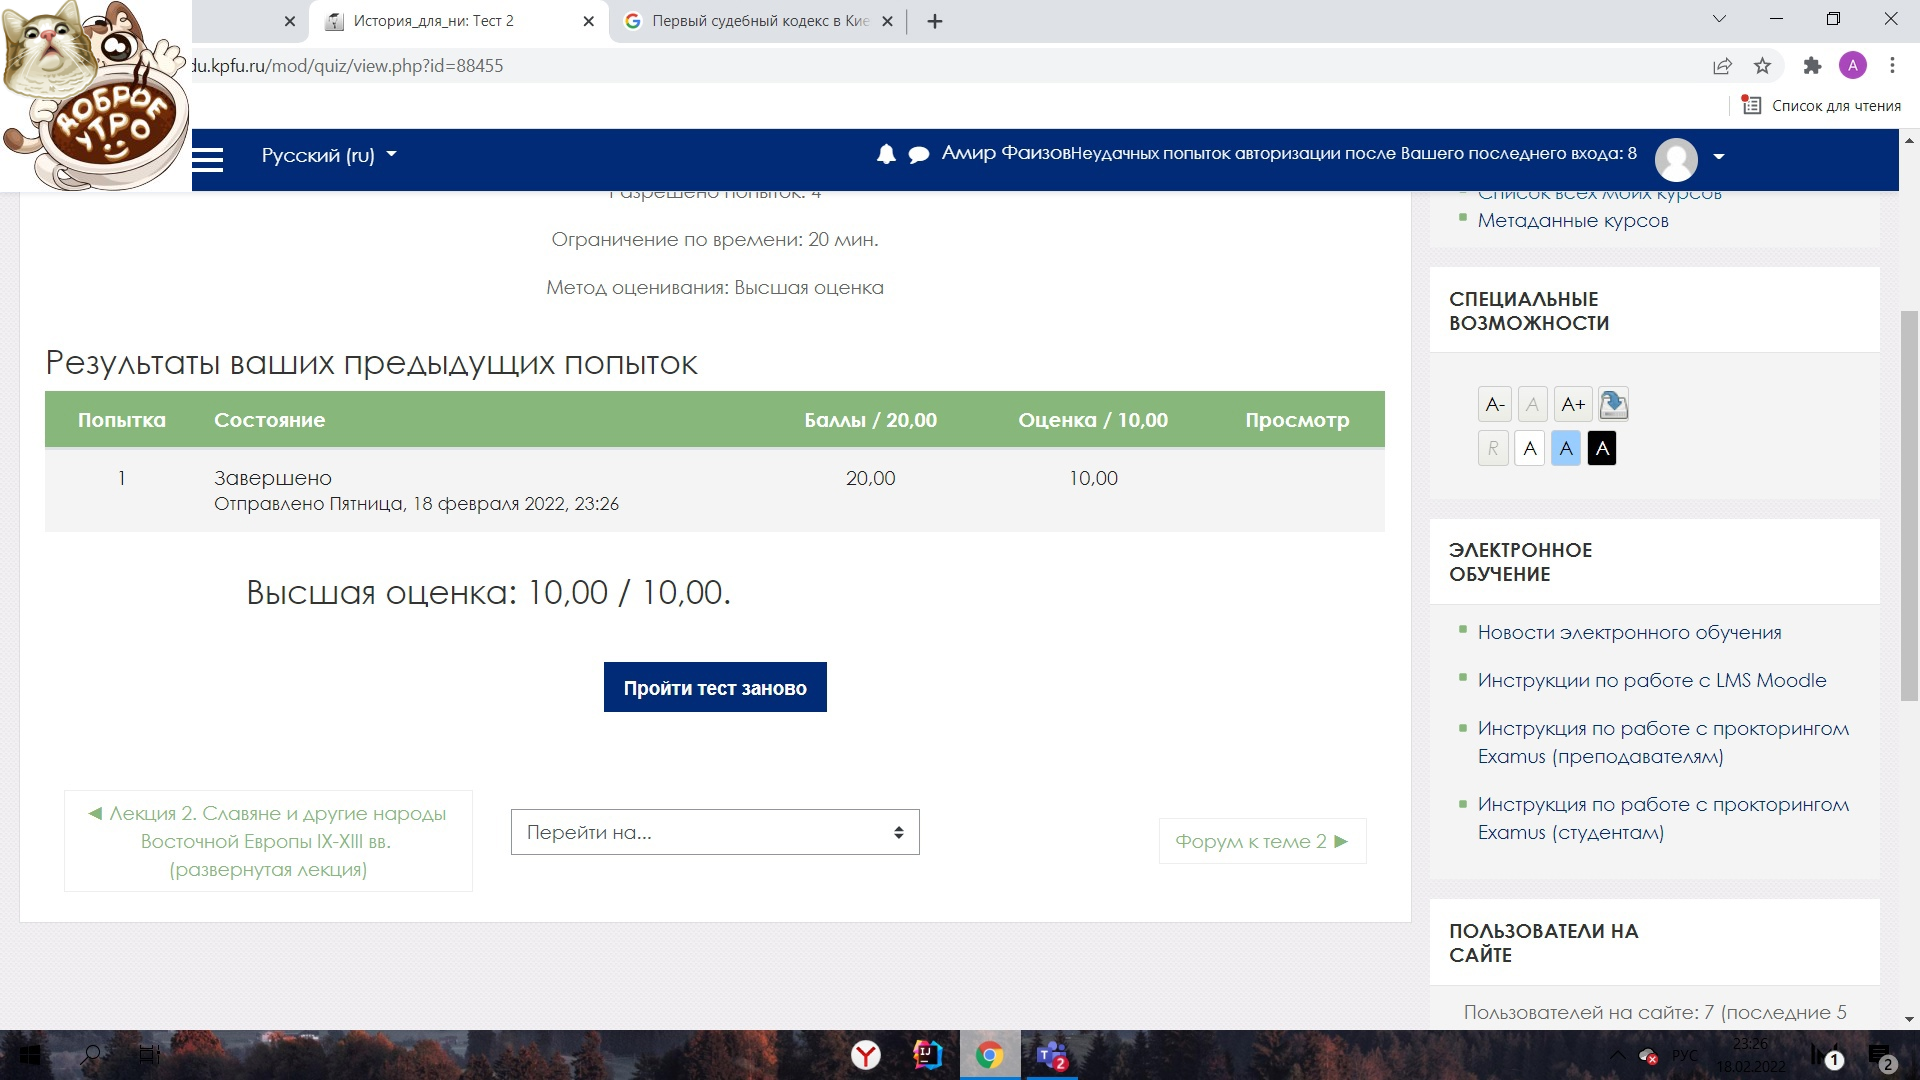 История_для_ни: Тест 2
Первый судебный кодекс в Кие
du.kpfu.ru/mod/quiz/view.php?id=88455
A
Список для чтения
ДОБРОЕ
УТРО
Русский (ru)
Амир ФаизовНеудачных попыток авторизации после Вашего последнего входа: 8
Разрешено попыток: 4
Ограничение по времени: 20 мин.
Метод оценивания: Высшая оценка
Результаты ваших предыдущих попыток
Попытка Состояние Баллы / 20,00 Оценка / 10,00 Просмотр
1 Завершено 20,00 10,00
Отправлено Пятница, 18 февраля 2022, 23:26
Высшая оценка: 10,00 / 10,00.
Пройти тест заново
◄ Лекция 2. Славяне и другие народы
Восточной Европы IX-XIII вв.
(развернутая лекция)
Перейти на...
Форум к теме 2 ►
Список всех моих курсов
Метаданные курсов
СПЕЦИАЛЬНЫЕ
ВОЗМОЖНОСТИ
A- A A+
R A A A
ЭЛЕКТРОННОЕ
ОБУЧЕНИЕ
Новости электронного обучения
Инструкции по работе с LMS Moodle
Инструкция по работе с прокторингом
Examus (преподавателям)
Инструкция по работе с прокторингом
Examus (студентам)
ПОЛЬЗОВАТЕЛИ НА
САЙТЕ
Пользователей на сайте: 7 (последние 5
Y
IJ
T
2
РУС
23:26
18.02.2022
1
2